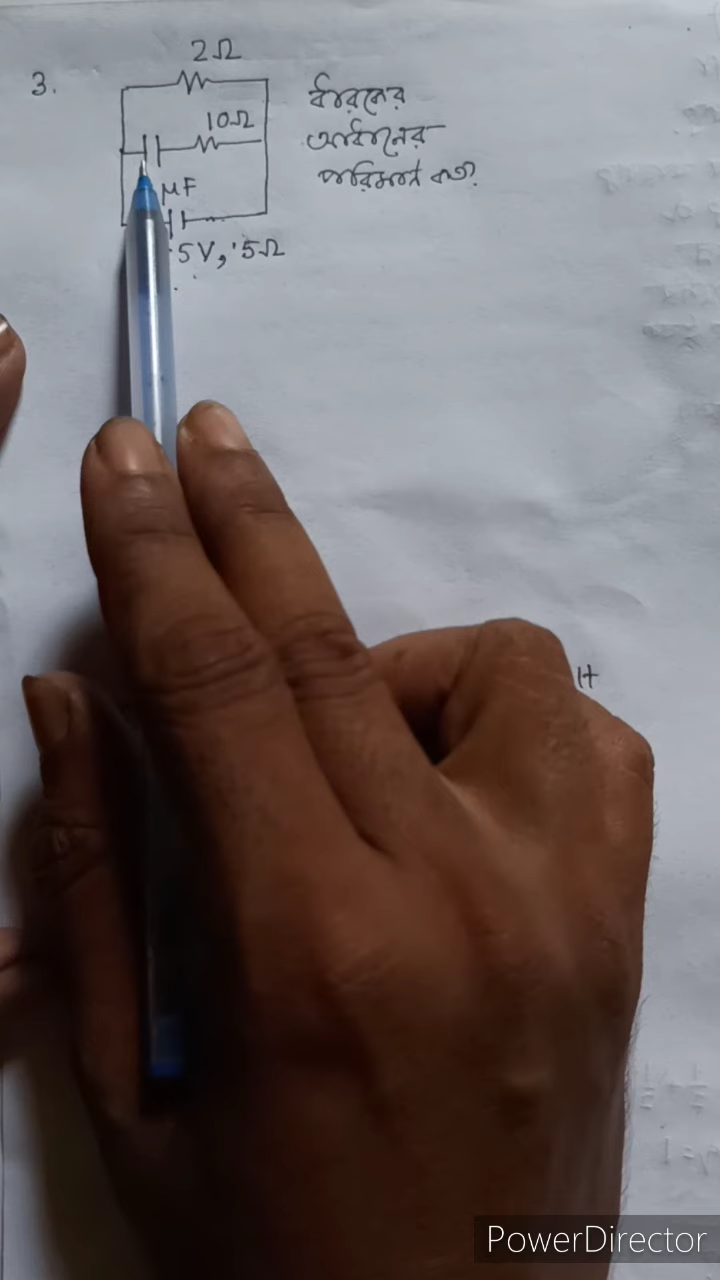 3.
2Ω
10Ω
μF
5V, ·5Ω
ধারকের
আধানের
পরিমাণ কত?
H
PowerDirector